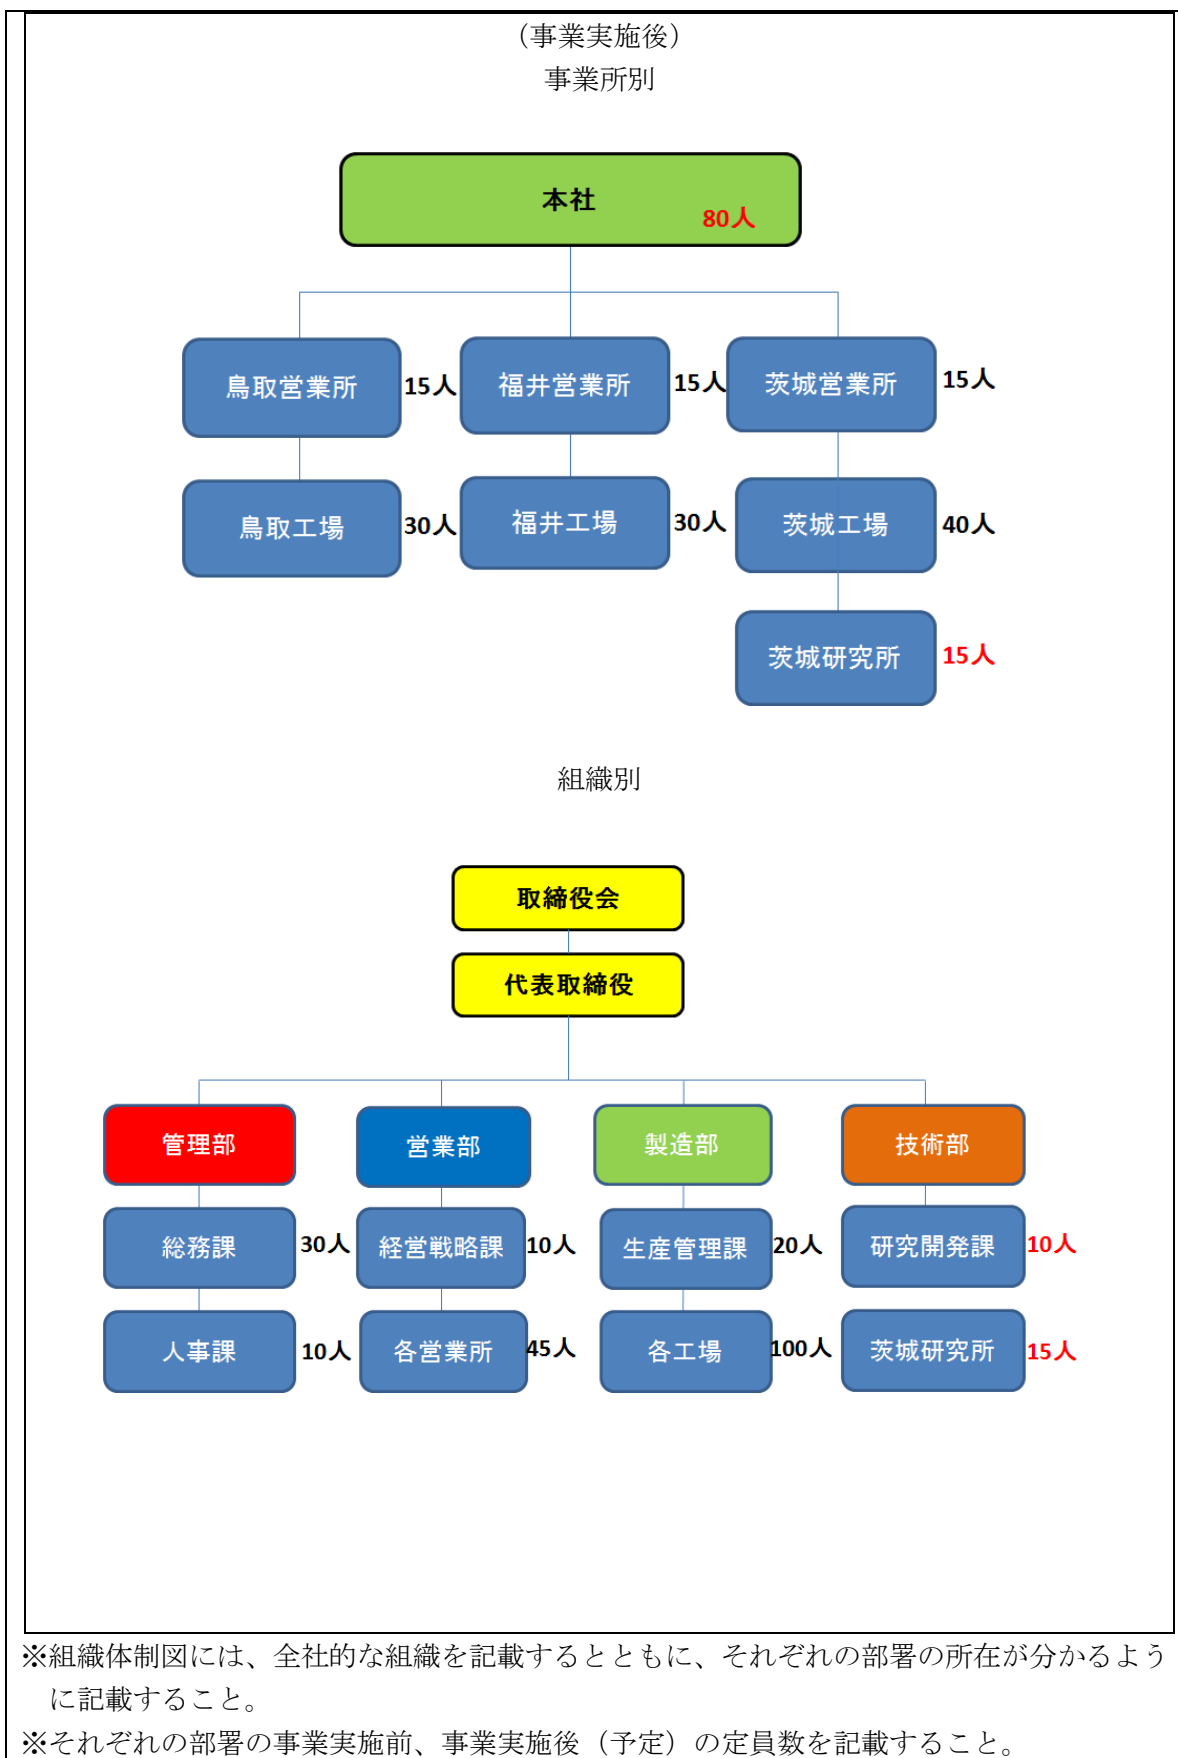 （事業実施後）
事業所別
本社
80人
鳥取営業所 15人 福井営業所 15人 茨城営業所 15人
鳥取工場 30人 福井工場 30人 茨城工場 40人
茨城研究所 15人
組織別
取締役会
代表取締役
管理部 営業部 製造部 技術部
総務課 30人 経営戦略課 10人 生産管理課 20人 研究開発課 10人
人事課 10人 各営業所 45人 各工場 100人 茨城研究所 15人
※組織体制図には、全社的な組織を記載するとともに、それぞれの部署の所在が分かるよう
に記載すること。
※それぞれの部署の事業実施前、事業実施後（予定）の定員数を記載すること。